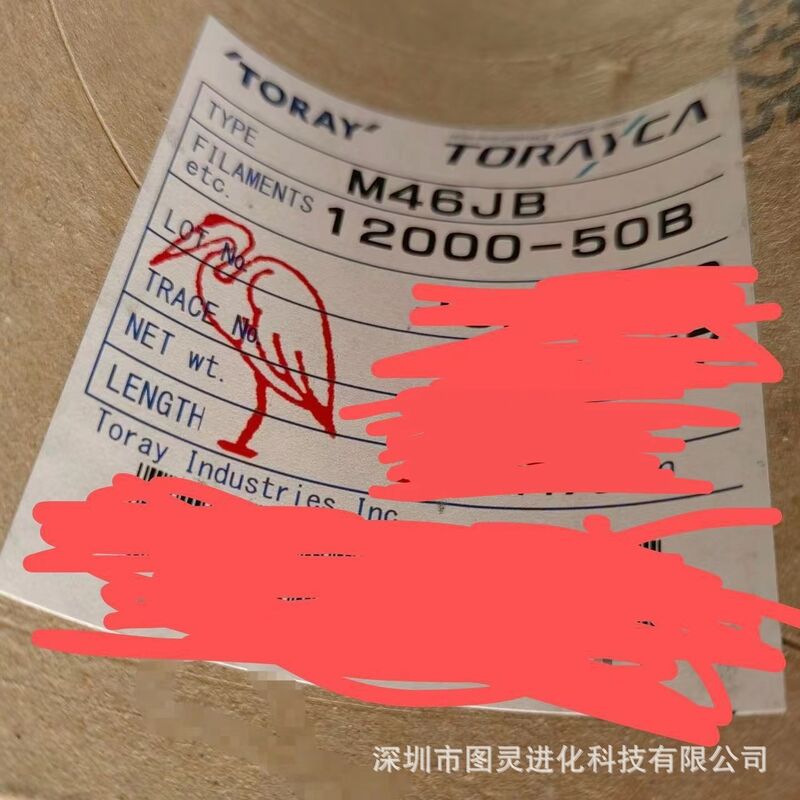 "TORAY"
TORAYCA
TYPE M46JB
FILAMENTS 12000-50B
etc.
LOT No.
TRACE No.
NET wt.
LENGTH
Toray Industries Inc
深圳市图灵进化科技有限公司